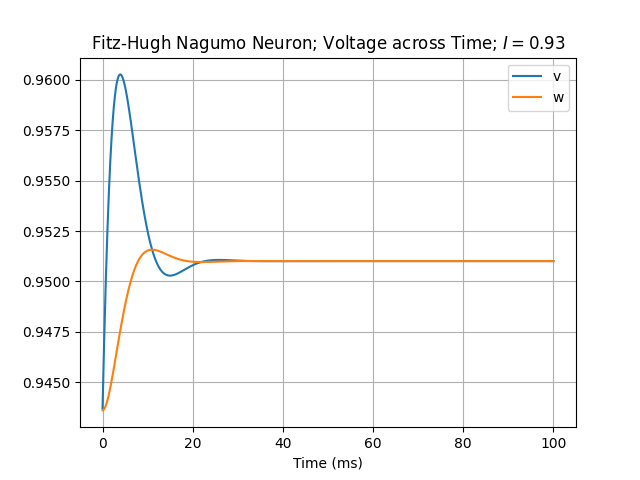 Fitz-Hugh Nagumo Neuron; Voltage across Time; I = 0.93
v
w
0.9600
0.9575
0.9550
0.9525
0.9500
0.9475
0.9450
0 20 40 60 80 100
Time (ms)